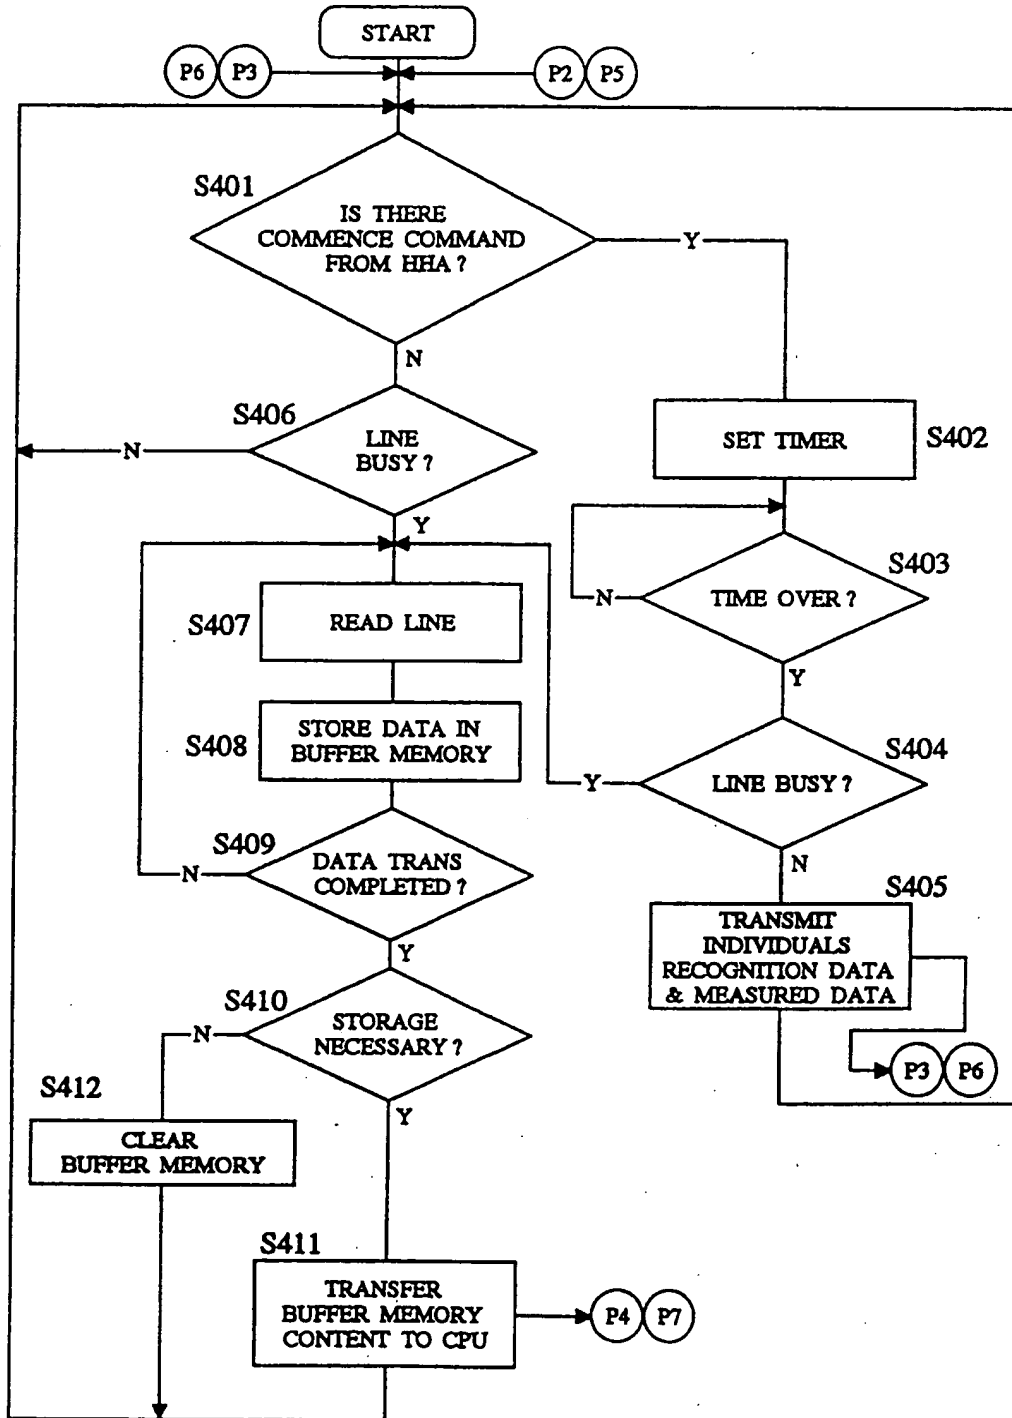 START
P6 P3
P2 P5
S401
IS THERE
COMMENCE COMMAND
FROM HHA ?
Y
N
S406
LINE
BUSY ?
N
Y
SET TIMER
S402
S403
TIME OVER ?
N
Y
S407
READ LINE
S408
STORE DATA IN
BUFFER MEMORY
S404
LINE BUSY ?
Y
N
S409
DATA TRANS
COMPLETED ?
N
Y
S405
TRANSMIT
INDIVIDUALS
RECOGNITION DATA
& MEASURED DATA
P3 P6
S410
STORAGE
NECESSARY ?
N
Y
S412
CLEAR
BUFFER MEMORY
S411
TRANSFER
BUFFER MEMORY
CONTENT TO CPU
P4 P7